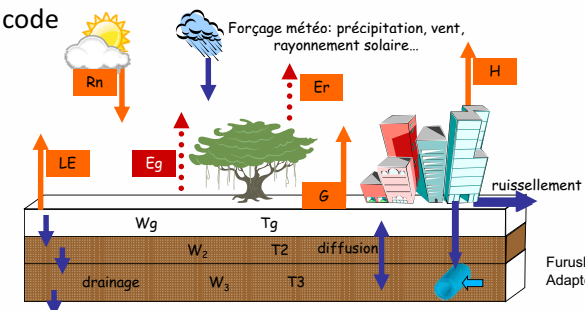 code
Forçage météo: précipitation, vent,
rayonnement solaire…
Rn
H
Er
LE
Eg
G
ruissellement
Wg Tg
W2 T2 diffusion
drainage W3 T3
Adapt